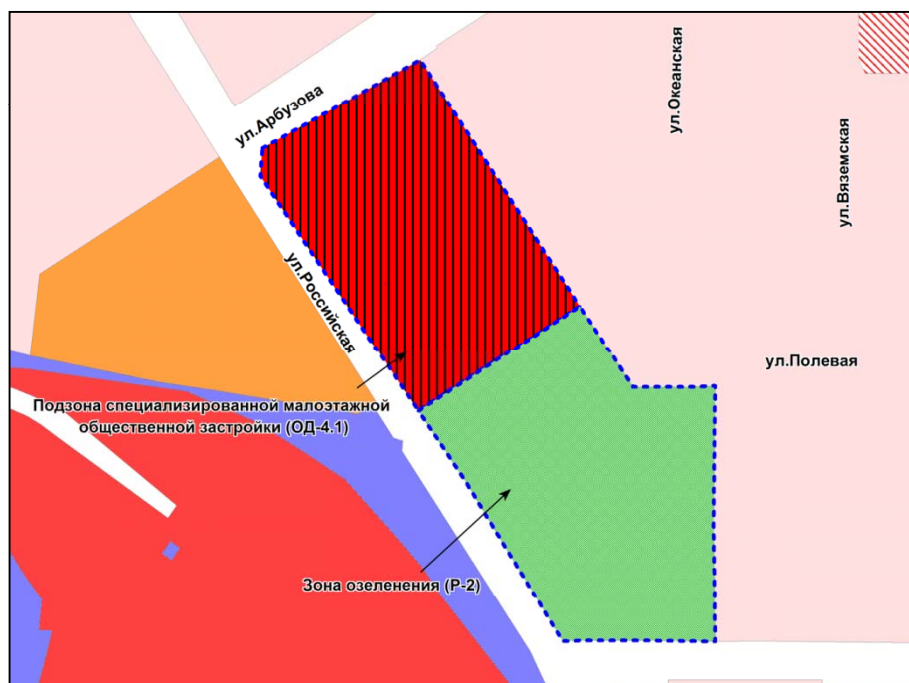 ул.Океанская
ул.Арбузова
ул.Вяземская
ул.Российская
ул.Полевая
Подзона специализированной малоэтажной
общественной застройки (ОД-4.1)
Зона озеленения (Р-2)